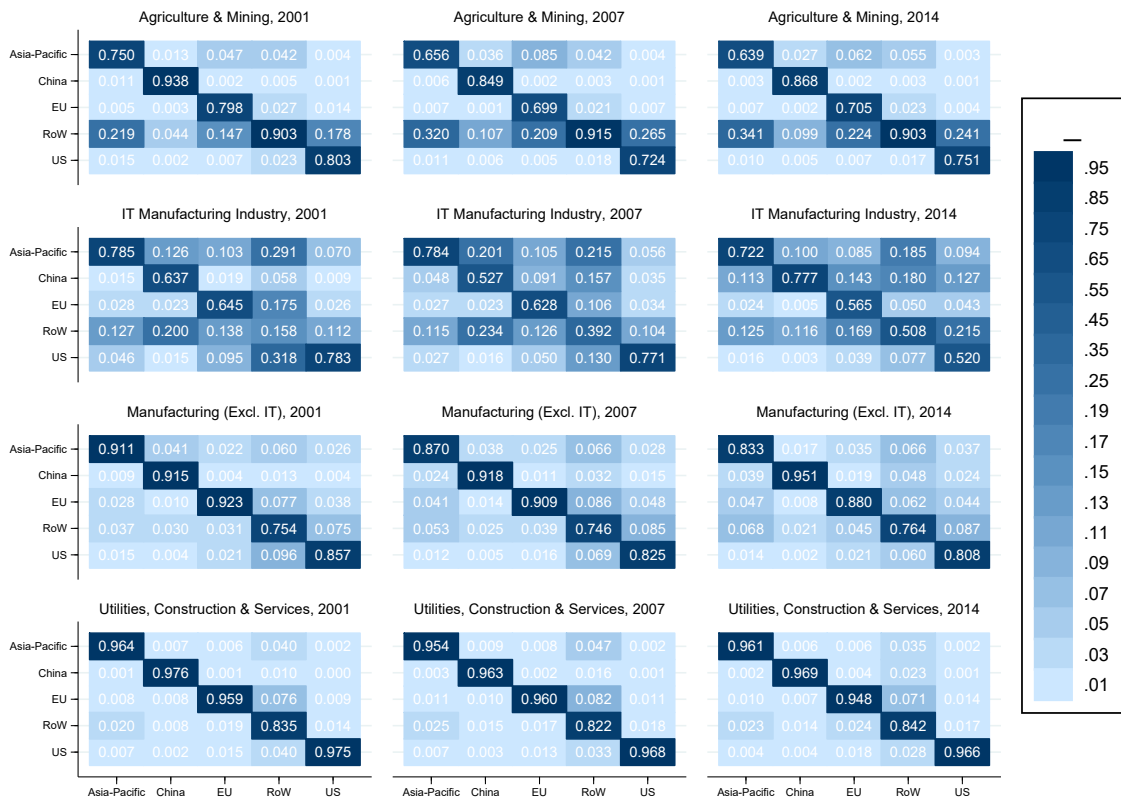 Agriculture & Mining, 2001 Agriculture & Mining, 2007 Agriculture & Mining, 2014
Asia-Pacific 0.750 0.013 0.047 0.042 0.004 0.656 0.036 0.085 0.042 0.004 0.639 0.027 0.062 0.055 0.003
China 0.011 0.938 0.002 0.005 0.001 0.006 0.849 0.002 0.003 0.001 0.003 0.868 0.002 0.003 0.001
EU 0.005 0.003 0.798 0.027 0.014 0.007 0.001 0.699 0.021 0.007 0.007 0.002 0.705 0.023 0.004
RoW 0.219 0.044 0.147 0.903 0.178 0.320 0.107 0.209 0.915 0.265 0.341 0.099 0.224 0.903 0.241
US 0.015 0.002 0.007 0.023 0.803 0.011 0.006 0.005 0.018 0.724 0.010 0.005 0.007 0.017 0.751
IT Manufacturing Industry, 2001 IT Manufacturing Industry, 2007 IT Manufacturing Industry, 2014
Asia-Pacific 0.785 0.126 0.103 0.291 0.070 0.784 0.201 0.105 0.215 0.056 0.722 0.100 0.085 0.185 0.094
China 0.015 0.637 0.019 0.058 0.009 0.048 0.527 0.091 0.157 0.035 0.113 0.777 0.143 0.180 0.127
EU 0.028 0.023 0.645 0.175 0.026 0.027 0.023 0.628 0.106 0.034 0.024 0.005 0.565 0.050 0.043
RoW 0.127 0.200 0.138 0.158 0.112 0.115 0.234 0.126 0.392 0.104 0.125 0.116 0.169 0.508 0.215
US 0.046 0.015 0.095 0.318 0.783 0.027 0.016 0.050 0.130 0.771 0.016 0.003 0.039 0.077 0.520
Manufacturing (Excl. IT), 2001 Manufacturing (Excl. IT), 2007 Manufacturing (Excl. IT), 2014
Asia-Pacific 0.911 0.041 0.022 0.060 0.026 0.870 0.038 0.025 0.066 0.028 0.833 0.017 0.035 0.066 0.037
China 0.009 0.915 0.004 0.013 0.004 0.024 0.918 0.011 0.032 0.015 0.039 0.951 0.019 0.048 0.024
EU 0.028 0.010 0.923 0.077 0.038 0.041 0.014 0.909 0.086 0.048 0.047 0.008 0.880 0.062 0.044
RoW 0.037 0.030 0.031 0.754 0.075 0.053 0.025 0.039 0.746 0.085 0.068 0.021 0.045 0.764 0.087
US 0.015 0.004 0.021 0.096 0.857 0.012 0.005 0.016 0.069 0.825 0.014 0.002 0.021 0.060 0.808
Utilities, Construction & Services, 2001 Utilities, Construction & Services, 2007 Utilities, Construction & Services, 2014
Asia-Pacific 0.964 0.007 0.006 0.040 0.002 0.954 0.009 0.008 0.047 0.002 0.961 0.006 0.006 0.035 0.002
China 0.001 0.976 0.001 0.010 0.000 0.003 0.963 0.002 0.016 0.001 0.002 0.969 0.004 0.023 0.001
EU 0.008 0.008 0.959 0.076 0.009 0.011 0.010 0.960 0.082 0.011 0.010 0.007 0.948 0.071 0.014
RoW 0.020 0.008 0.019 0.835 0.014 0.025 0.015 0.017 0.822 0.018 0.023 0.014 0.024 0.842 0.017
US 0.007 0.002 0.015 0.040 0.975 0.007 0.003 0.013 0.033 0.968 0.004 0.004 0.018 0.028 0.966
Asia-Pacific China EU RoW US Asia-Pacific China EU RoW US Asia-Pacific China EU RoW US
.95
.85
.75
.65
.55
.45
.35
.25
.19
.17
.15
.13
.11
.09
.07
.05
.03
.01